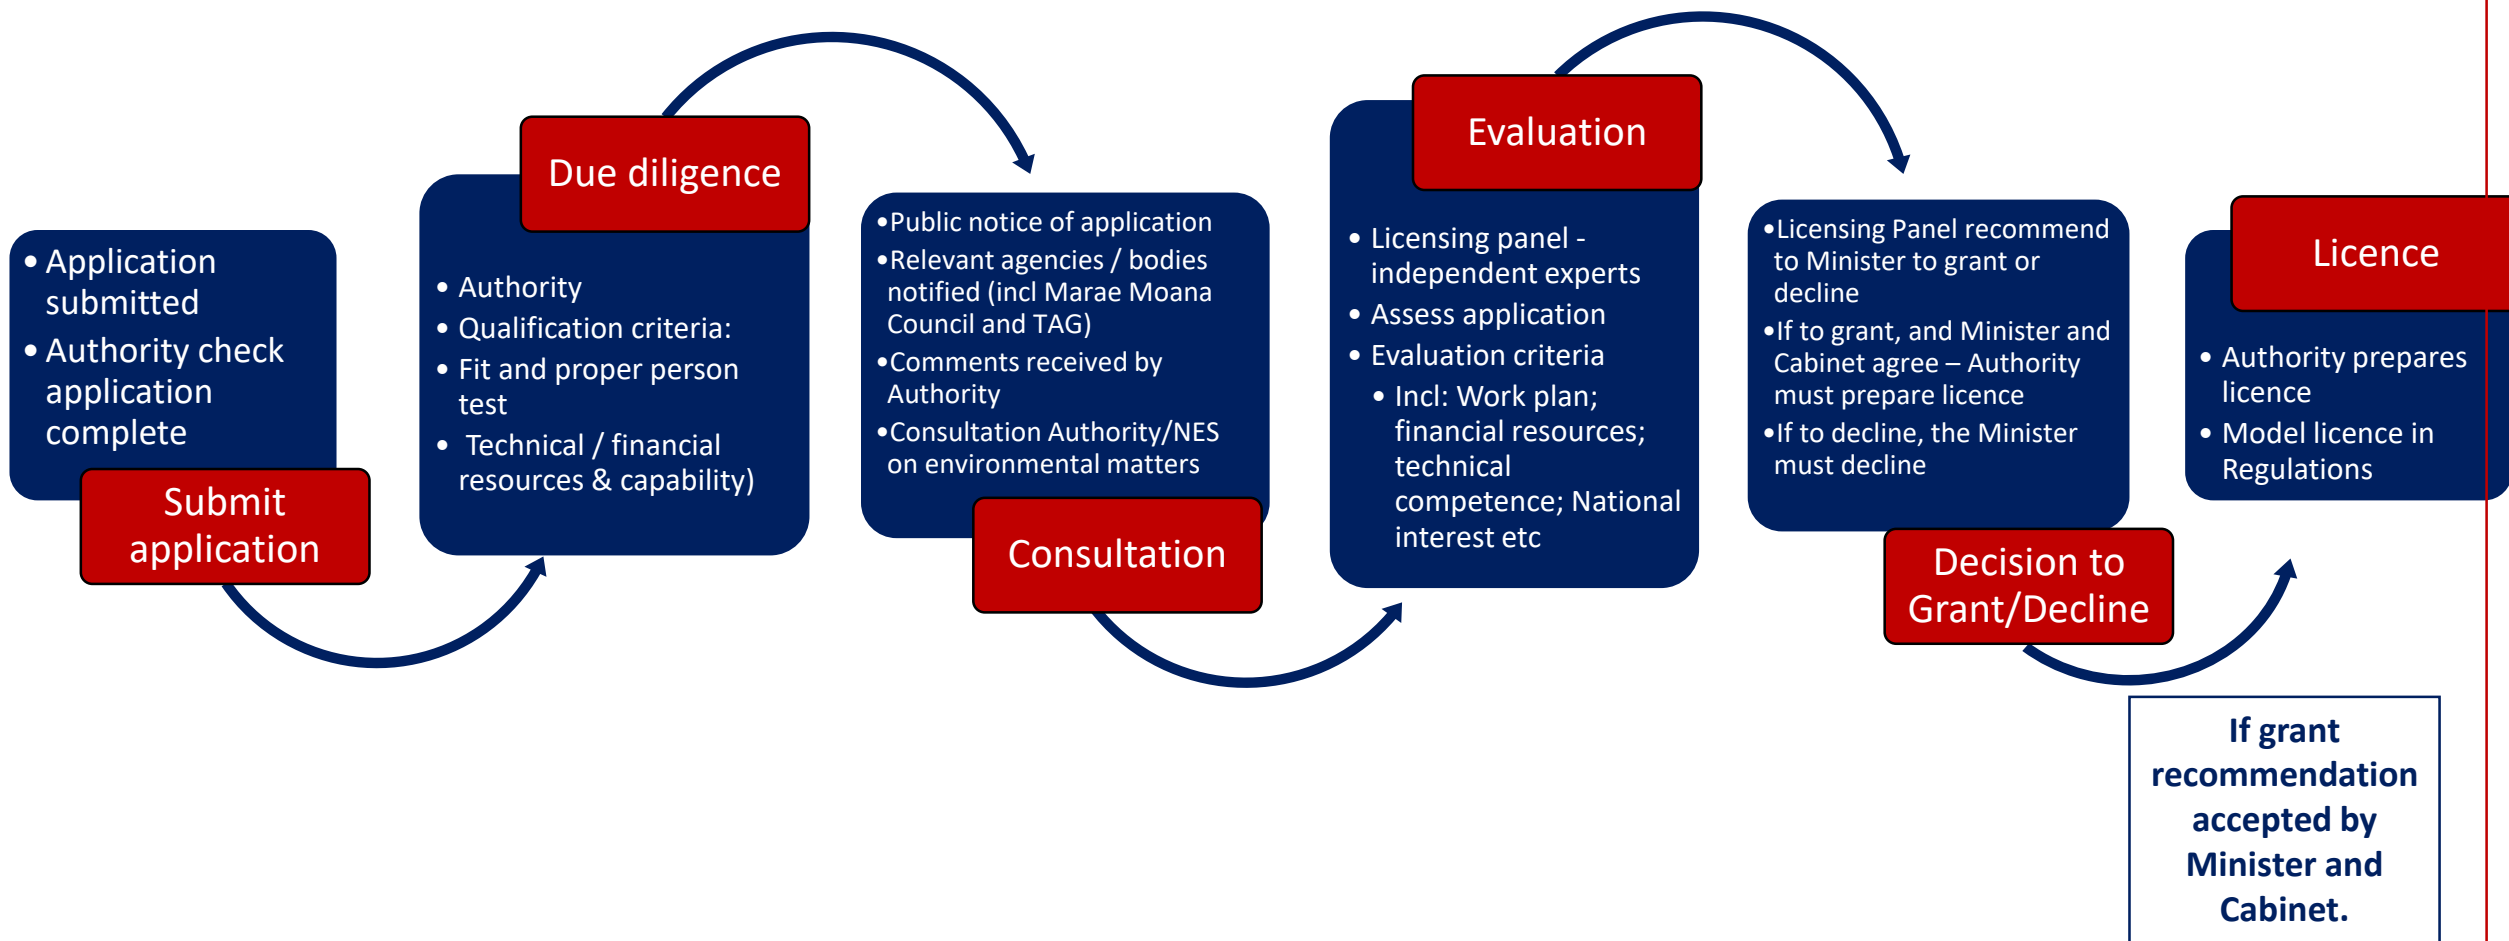 • Application
submitted
• Authority check
application
complete
Submit
application
Due diligence
• Authority
• Qualification criteria:
• Fit and proper person
test
• Technical / financial
resources & capability)
•Public notice of application
•Relevant agencies / bodies
notified (incl Marae Moana
Council and TAG)
•Comments received by
Authority
•Consultation Authority/NES
on environmental matters
Consultation
Evaluation
• Licensing panel -
independent experts
• Assess application
• Evaluation criteria
• Incl: Work plan;
financial resources;
technical
competence; National
interest etc
•Licensing Panel recommend
to Minister to grant or
decline
•If to grant, and Minister and
Cabinet agree – Authority
must prepare licence
•If to decline, the Minister
must decline
Decision to
Grant/Decline
Licence
• Authority prepares
licence
• Model licence in
Regulations
If grant
recommendation
accepted by
Minister and
Cabinet.